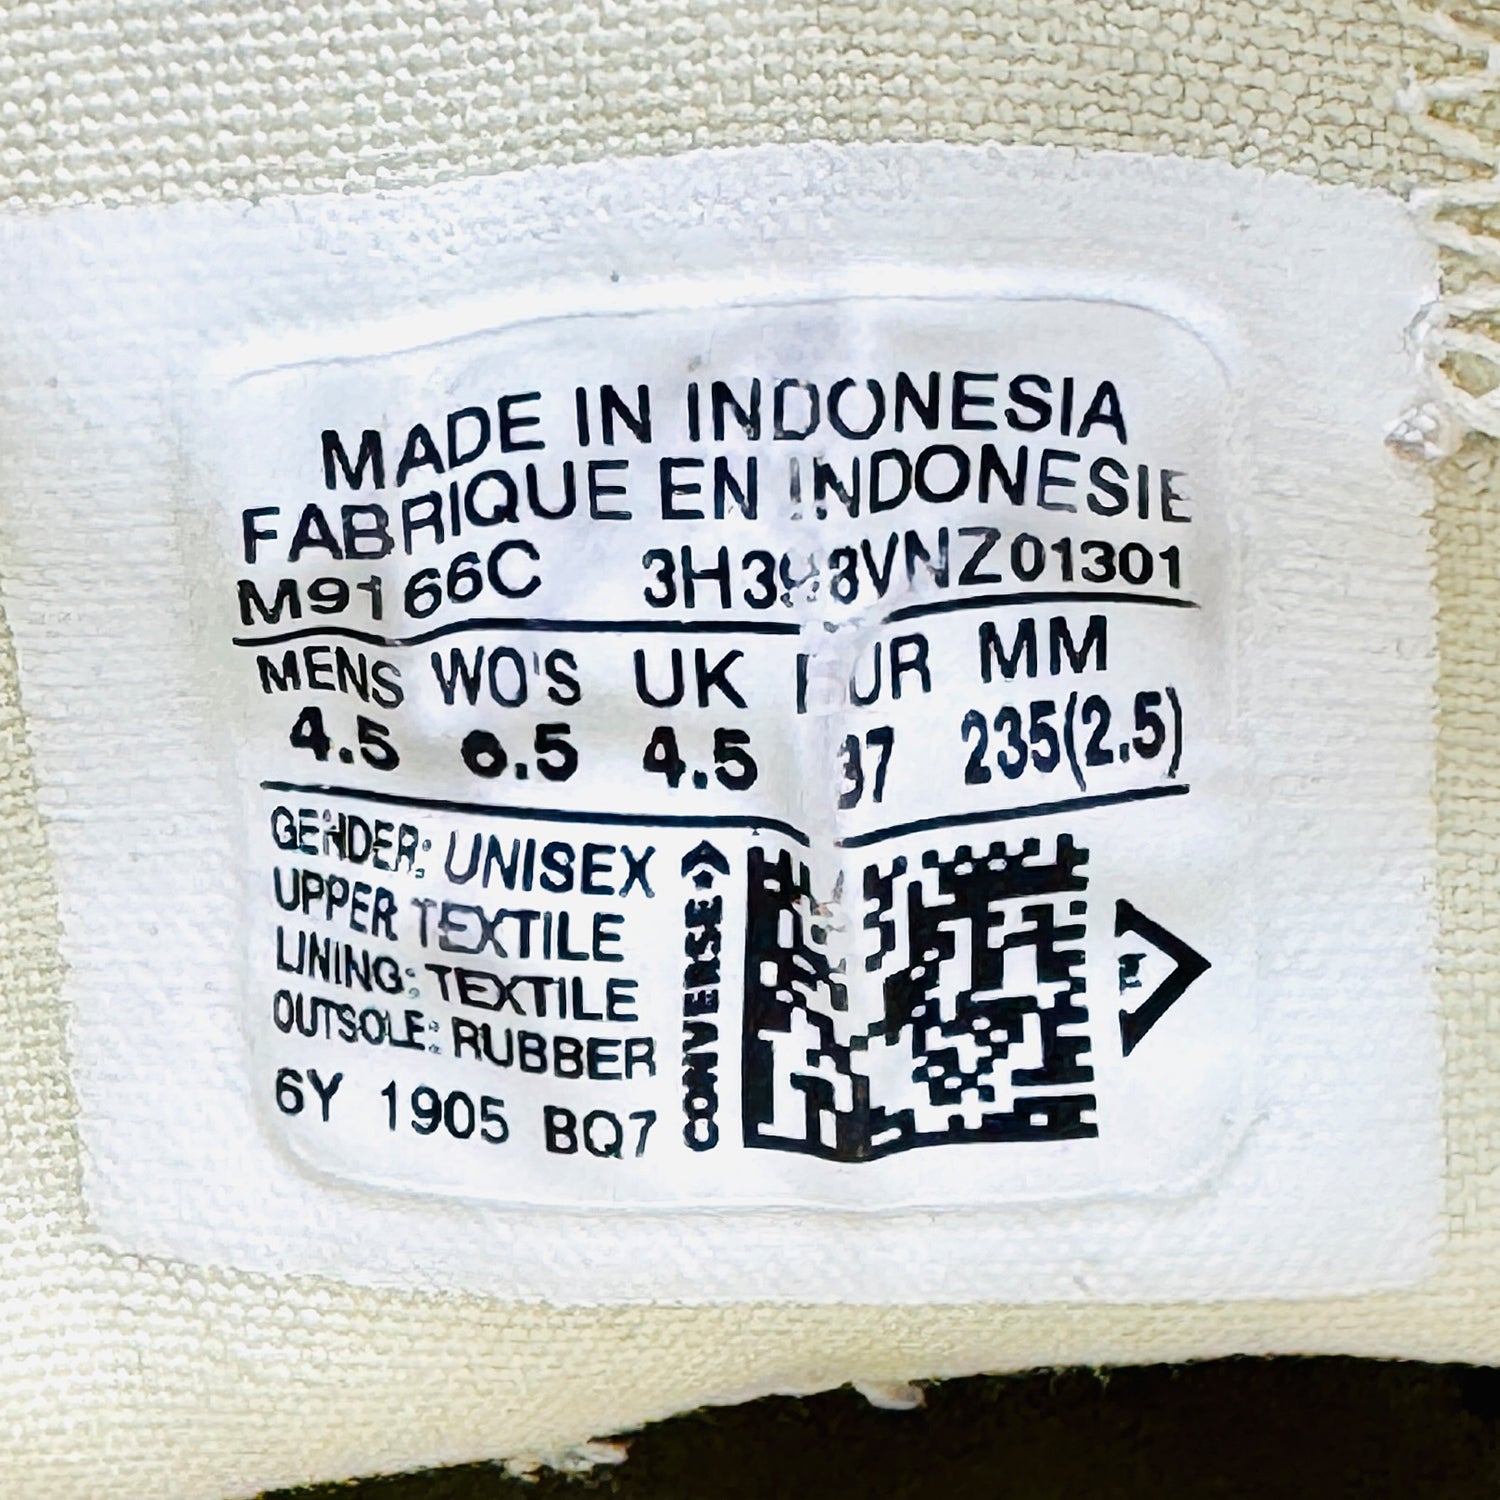 MADE IN INDONESIA
FABRIQUE EN INDONESIE
M9166C
MENS WO'S UK EUR MM
4.5 6.5 4.5 37 235(2.5)
GENDER: UNISEX
UPPER TEXTILE
LINING: TEXTILE
OUTSOLE: RUBBER
6Y 1905 BQ7
CONVERSE